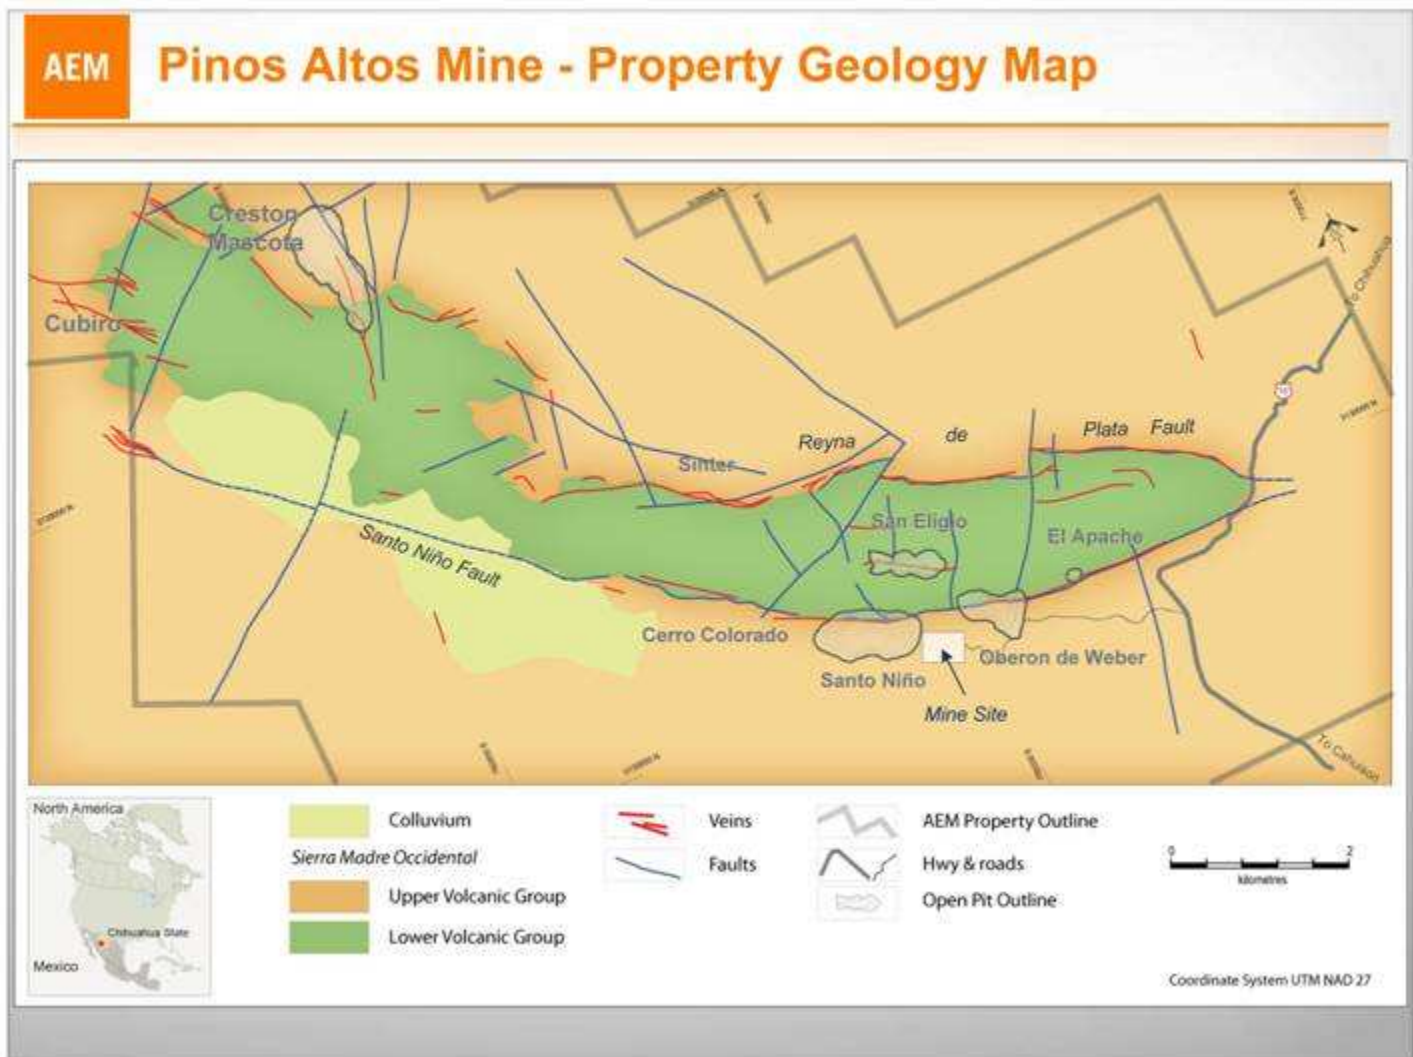 AEM
Pinos Altos Mine - Property Geology Map
Creston
Mascota
To Chihuahua
Cubiro
Reyna de Plata Fault
Sinter
San Eligio
El Apache
Santo Niño Fault
Cerro Colorado
Oberon de Weber
Santo Niño
Mine Site
North America
Chihuahua State
Mexico
Colluvium
Sierra Madre Occidental
Upper Volcanic Group
Lower Volcanic Group
Veins
Faults
AEM Property Outline
Hwy & roads
Open Pit Outline
0 2
kilometres
Coordinate System UTM NAD 27